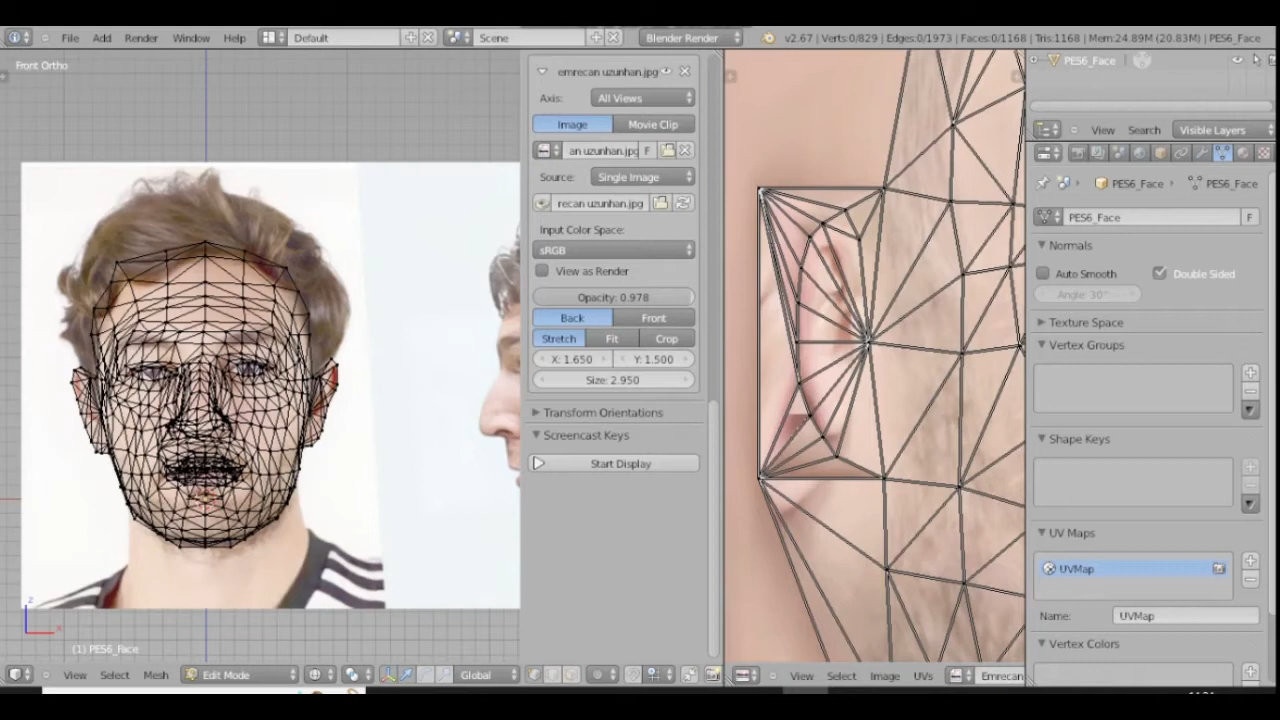 File Add Render Window Help Default Scene Blender Render v2.67 | Verts:0/829 | Edges:0/1973 | Faces:0/1168 | Tris:1168 | Mem:24.89M (20.83M) | PES6_Face
Front Ortho
emrecan uzunhan.jpg
Axis: All Views
Image Movie Clip
an uzunhan.jpg F
Source: Single Image
recan uzunhan.jpg
Input Color Space:
sRGB
View as Render
Opacity: 0.978
Back Front
Stretch Fit Crop
X: 1.650 Y: 1.500
Size: 2.950
Transform Orientations
Screencast Keys
Start Display
PES6_Face
View Search Visible Layers
PES6_Face PES6_Face
PES6_Face F
Normals
Auto Smooth Double Sided
Angle: 30°
Texture Space
Vertex Groups
Shape Keys
UV Maps
UVMap
Name: UVMap
Vertex Colors
z
x
(1) PES6_Face
View Select Mesh Edit Mode Global View Select Image UVs Emrecan